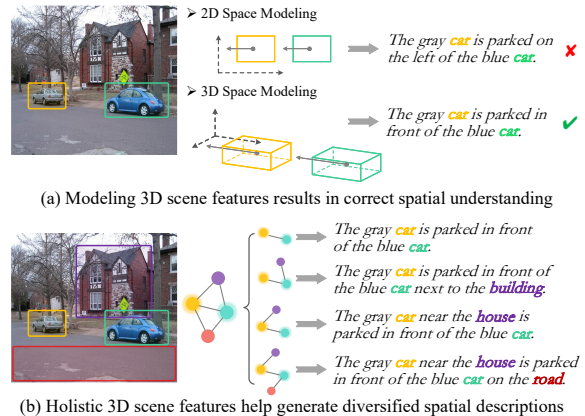 ➢ 2D Space Modeling
The gray car is parked on
the left of the blue car. ✘
➢ 3D Space Modeling
The gray car is parked in
front of the blue car. ✔
(a) Modeling 3D scene features results in correct spatial understanding
The gray car is parked in front
of the blue car.
The gray car is parked in front of
the blue car next to the building.
The gray car near the house is
parked in front of the blue car.
The gray car near the house is parked
in front of the blue car on the road.
(b) Holistic 3D scene features help generate diversified spatial descriptions